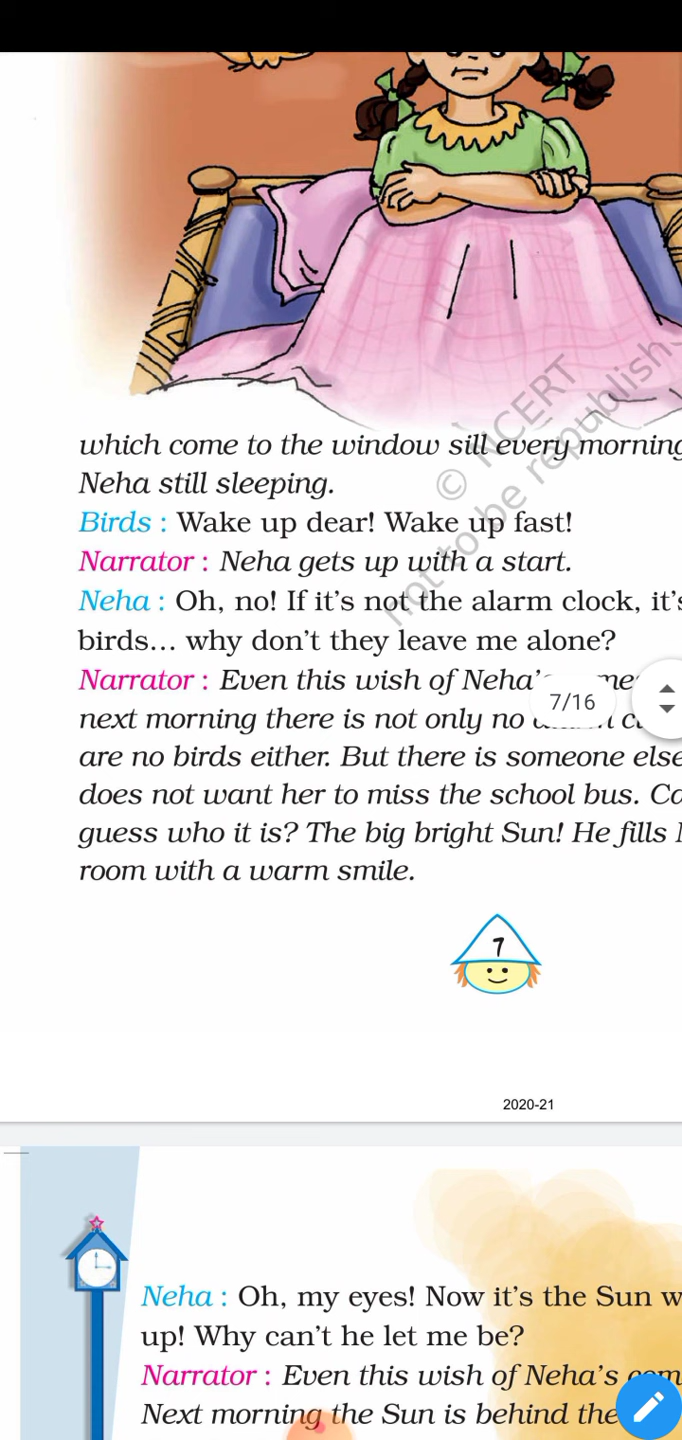 which come to the window sill every morning
Neha still sleeping.
Birds : Wake up dear! Wake up fast!
Narrator : Neha gets up with a start.
Neha : Oh, no! If it's not the alarm clock, it's
birds... why don't they leave me alone?
Narrator : Even this wish of Neha's
7/16
next morning there is not only no
are no birds either. But there is someone else
does not want her to miss the school bus.
guess who it is? The big bright Sun! He fills
room with a warm smile.
© NCERT
not to be republish
7
2020-21
Neha : Oh, my eyes! Now it's the Sun
up! Why can't he let me be?
Narrator : Even this wish of Neha's
Next morning the Sun is behind the